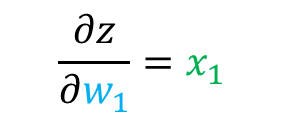 ∂z/∂w₁ = x₁